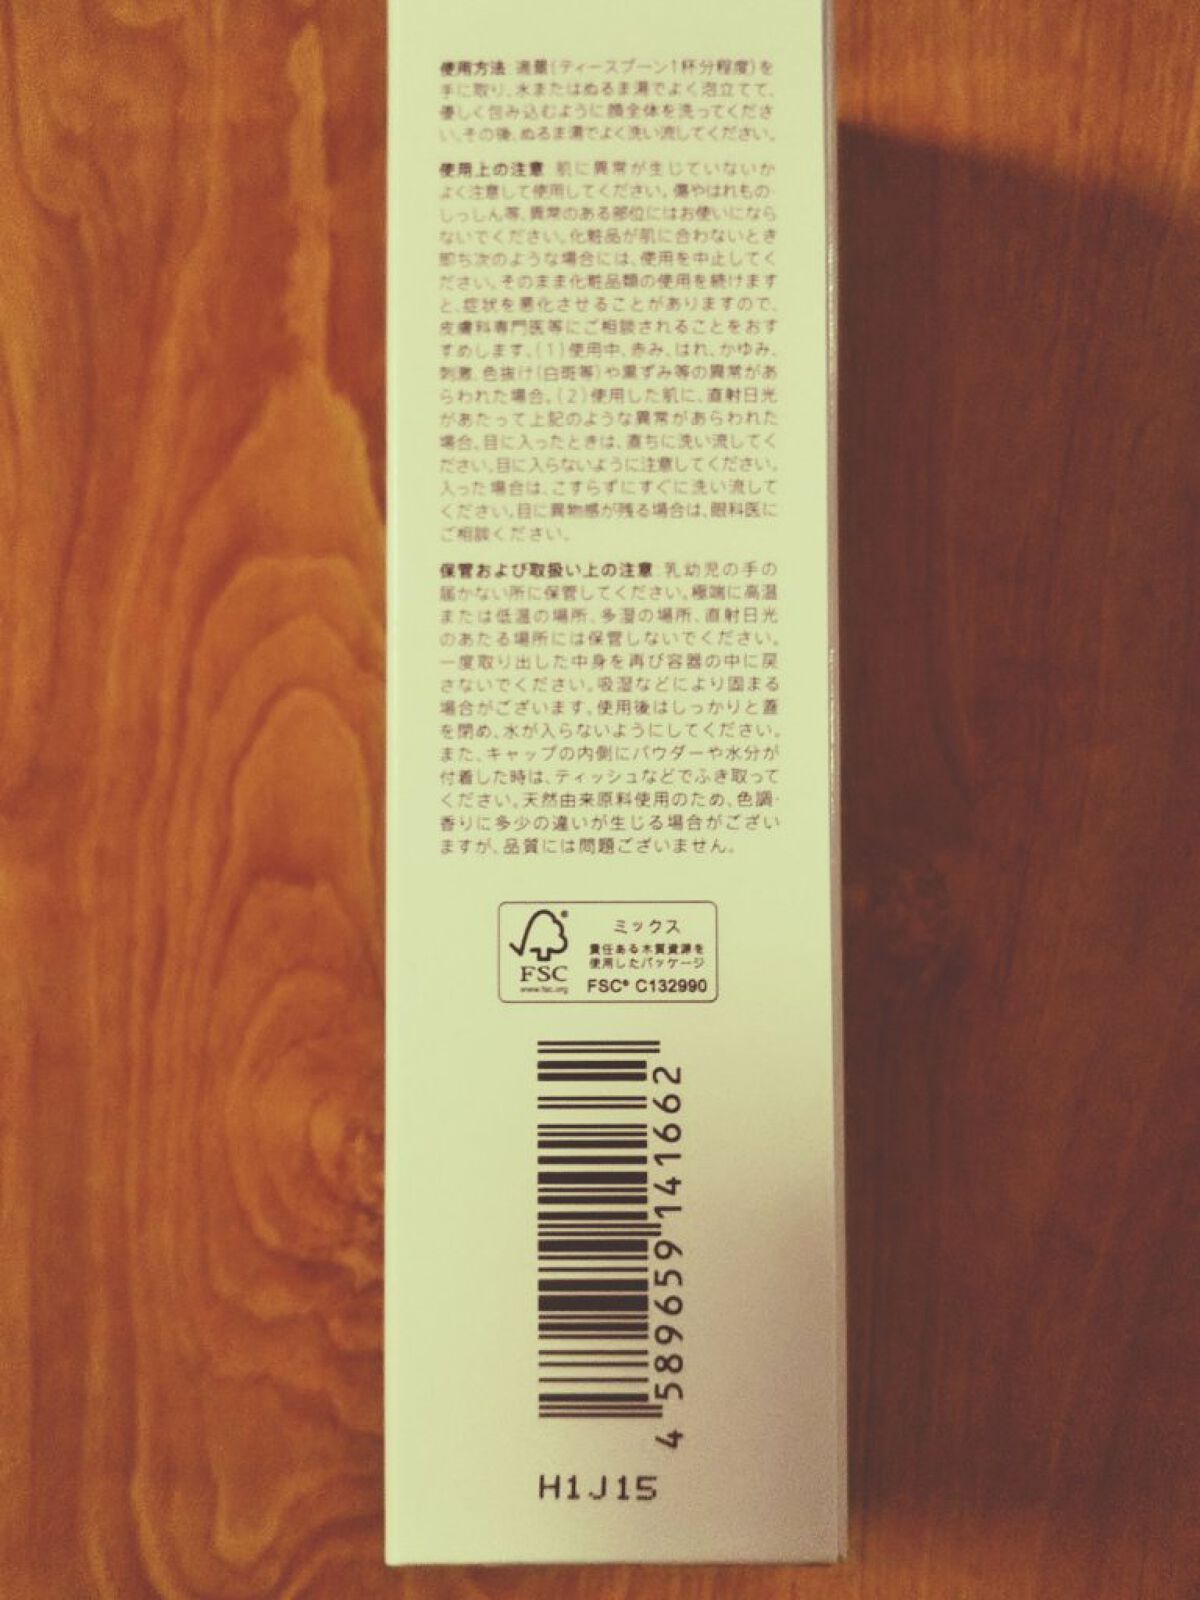 使用方法:適量(ティースプーン1杯分程度)を
手に取り、水またはぬるま湯でよく泡立てて、
優しく包み込むように顔全体を洗ってくださ
い。その後、ぬるま湯でよく洗い流してください。
使用上の注意:肌に異常が生じていないか
よく注意して使用してください。傷やはれもの・
しっしん等、異常のある部位にはお使いになら
ないでください。化粧品が肌に合わないとき
即ち次のような場合には、使用を中止してく
ださい。そのまま化粧品類の使用を続けます
と、症状を悪化させることがありますので、
皮膚科専門医等にご相談されることをおす
すめします。(1)使用中、赤み、はれ、かゆみ、
刺激、色抜け(白斑等)や黒ずみ等の異常があ
らわれた場合。(2)使用した肌に、直射日光
があたって上記のような異常があらわれた
場合。目に入ったときは、直ちに洗い流してく
ださい。目に入らないように注意してください。
入った場合は、こすらずにすぐに洗い流して
ください。目に異物感が残る場合は、眼科医に
ご相談ください。
保管および取扱い上の注意:乳幼児の手の
届かない所に保管してください。極端に高温
または低温の場所、多湿の場所、直射日光
のあたる場所には保管しないでください。
一度取り出した中身を再び容器の中に戻
さないでください。吸湿などにより固まる
場合がございます。使用後はしっかりと蓋
を閉め、水が入らないようにしてください。
また、キャップの内側にパウダーや水分が
付着した時は、ティッシュなどでふき取って
ください。天然由来原料使用のため、色調・
香りに多少の違いが生じる場合がござい
ますが、品質には問題ございません。
FSC
www.fsc.org
ミックス
責任ある木質資源を
使用したパッケージ
FSC® C132990
4 589659 141662
H1J15